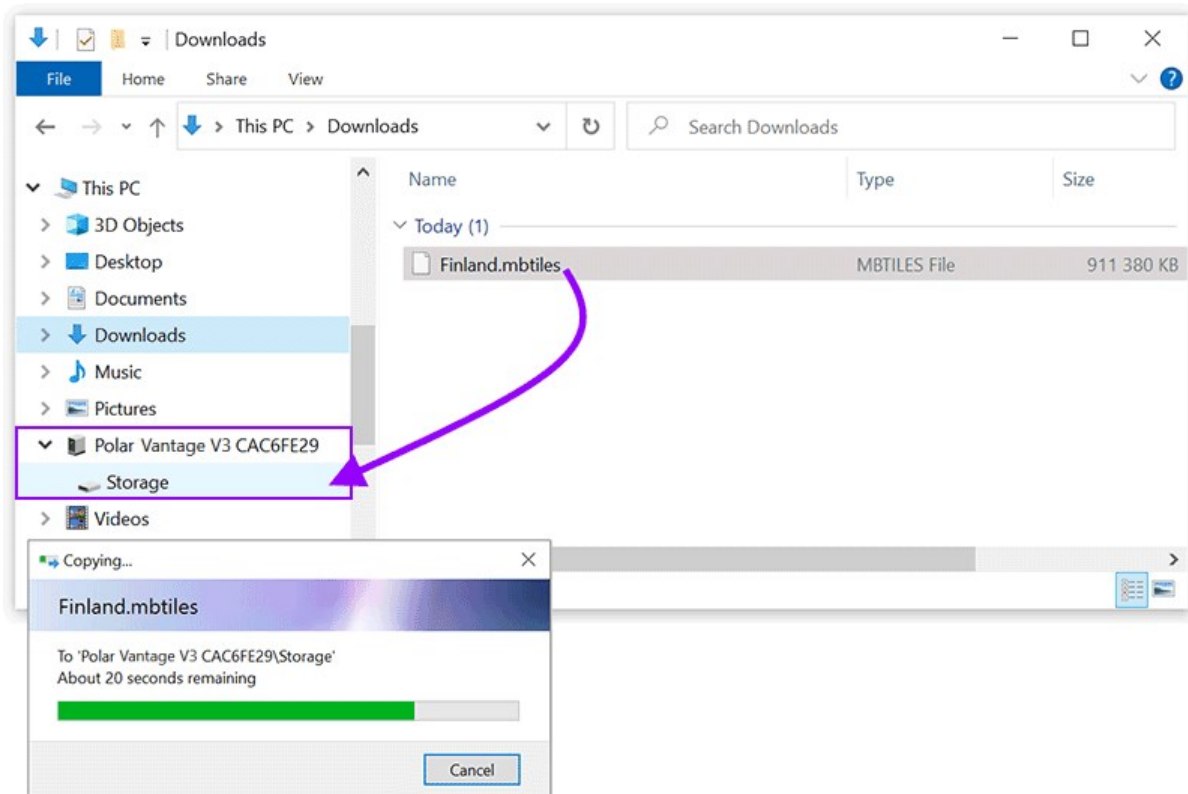 Downloads
File Home Share View
This PC > Downloads
Search Downloads
This PC
3D Objects
Desktop
Documents
Downloads
Music
Pictures
Polar Vantage V3 CAC6FE29
Storage
Videos
Name Type Size
Today (1)
Finland.mbtiles MBTILES File 911 380 KB
Copying...
Finland.mbtiles
To 'Polar Vantage V3 CAC6FE29\Storage'
About 20 seconds remaining
Cancel